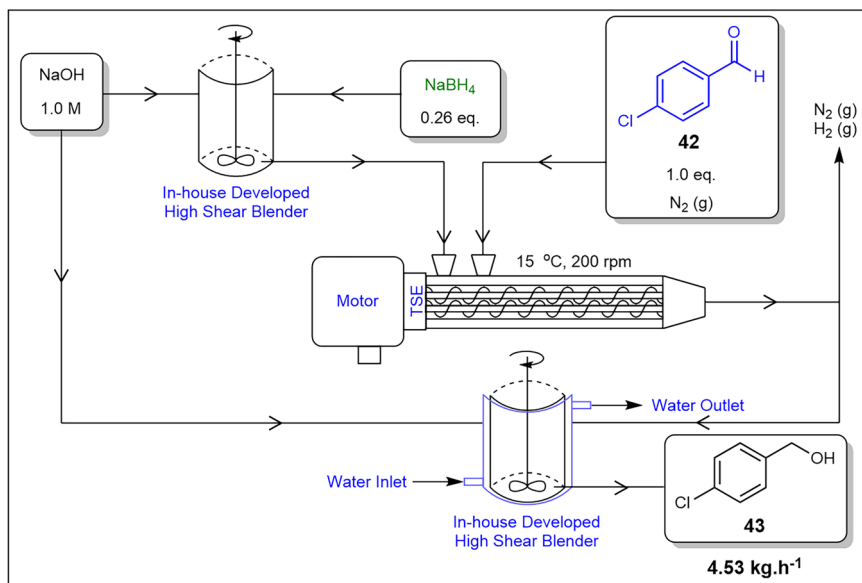 NaOH
1.0 M
NaBH₄
0.26 eq.
In-house Developed
High Shear Blender
O
H
Cl
42
1.0 eq.
N₂ (g)
N₂ (g)
H₂ (g)
15 °C, 200 rpm
Motor
TSE
Water Outlet
Water Inlet
In-house Developed
High Shear Blender
OH
Cl
43
4.53 kg.h⁻¹